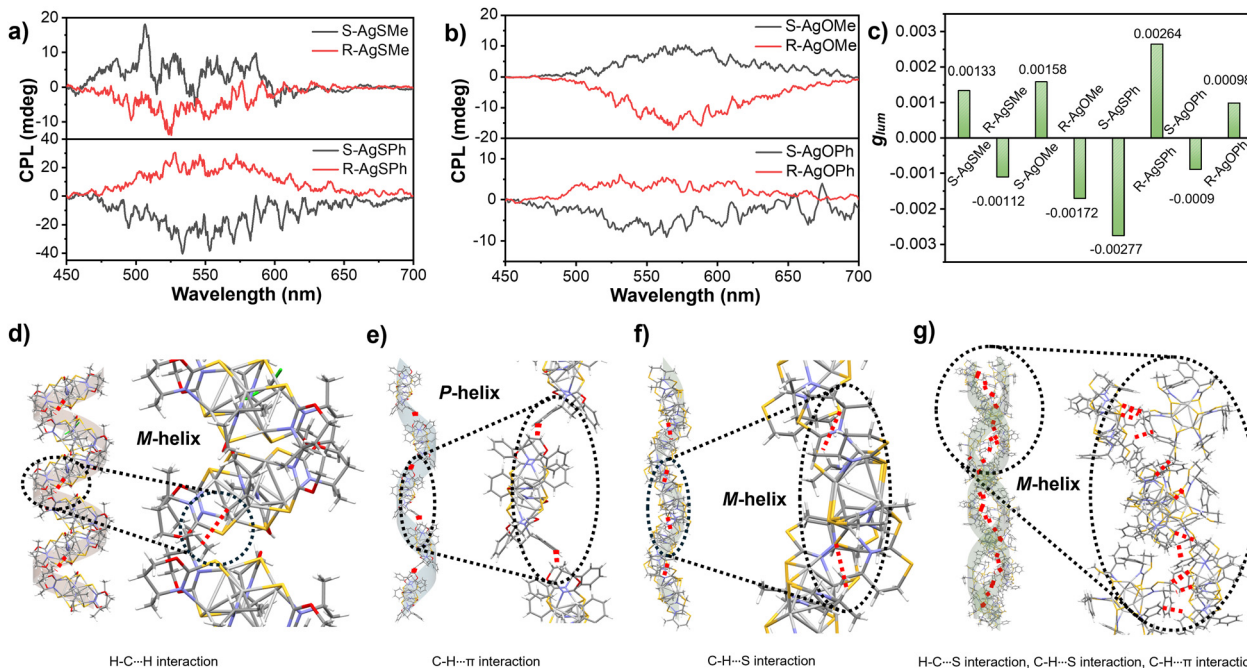 a)
S-AgSMe
R-AgSMe
20
10
0
-10
40
20
0
-20
-40
CPL (mdeg)
S-AgSPh
R-AgSPh
450 500 550 600 650 700
Wavelength (nm)
b)
S-AgOMe
R-AgOMe
20
10
0
-10
20
10
0
-10
CPL (mdeg)
S-AgOPh
R-AgOPh
450 500 550 600 650 700
Wavelength (nm)
c)
0.003
0.002
0.001
0.000
-0.001
-0.002
-0.003
glum
0.00133
0.00158
0.00264
0.00098
S-AgSMe
R-AgSMe
S-AgOMe
R-AgOMe
S-AgSPh
R-AgSPh
S-AgOPh
R-AgOPh
-0.00112
-0.00172
-0.00277
-0.0009
d)
M-helix
H-C···H interaction
e)
P-helix
C-H···π interaction
f)
M-helix
C-H···S interaction
g)
M-helix
H-C···S interaction, C-H···S interaction, C-H···π interactio